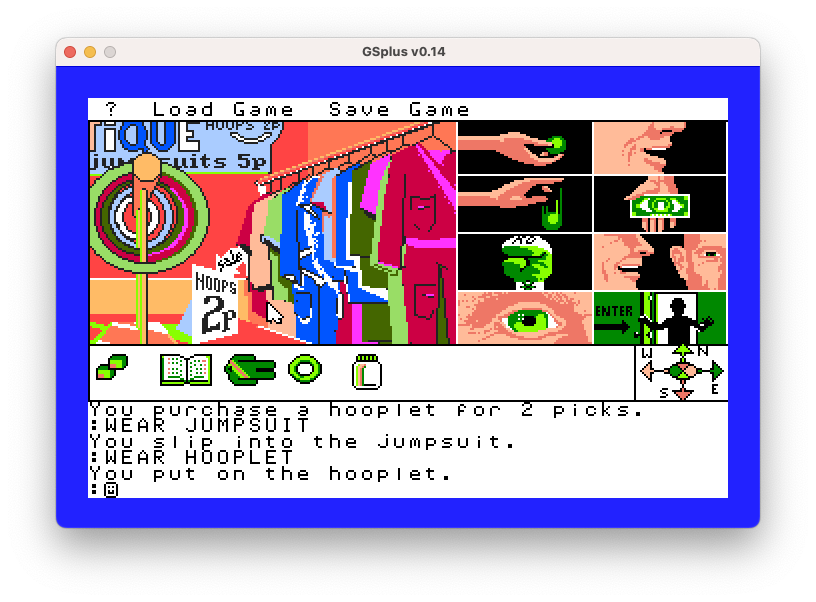 GSplus v0.14
? Load Game Save Game
TIQUE
HOOPS 2P
jumpsuits 5p
sale
HOOPS
2p
ENTER
W N
S E
You purchase a hooplet for 2 picks.
:WEAR JUMPSUIT
You slip into the jumpsuit.
:WEAR HOOPLET
You put on the hooplet.
: